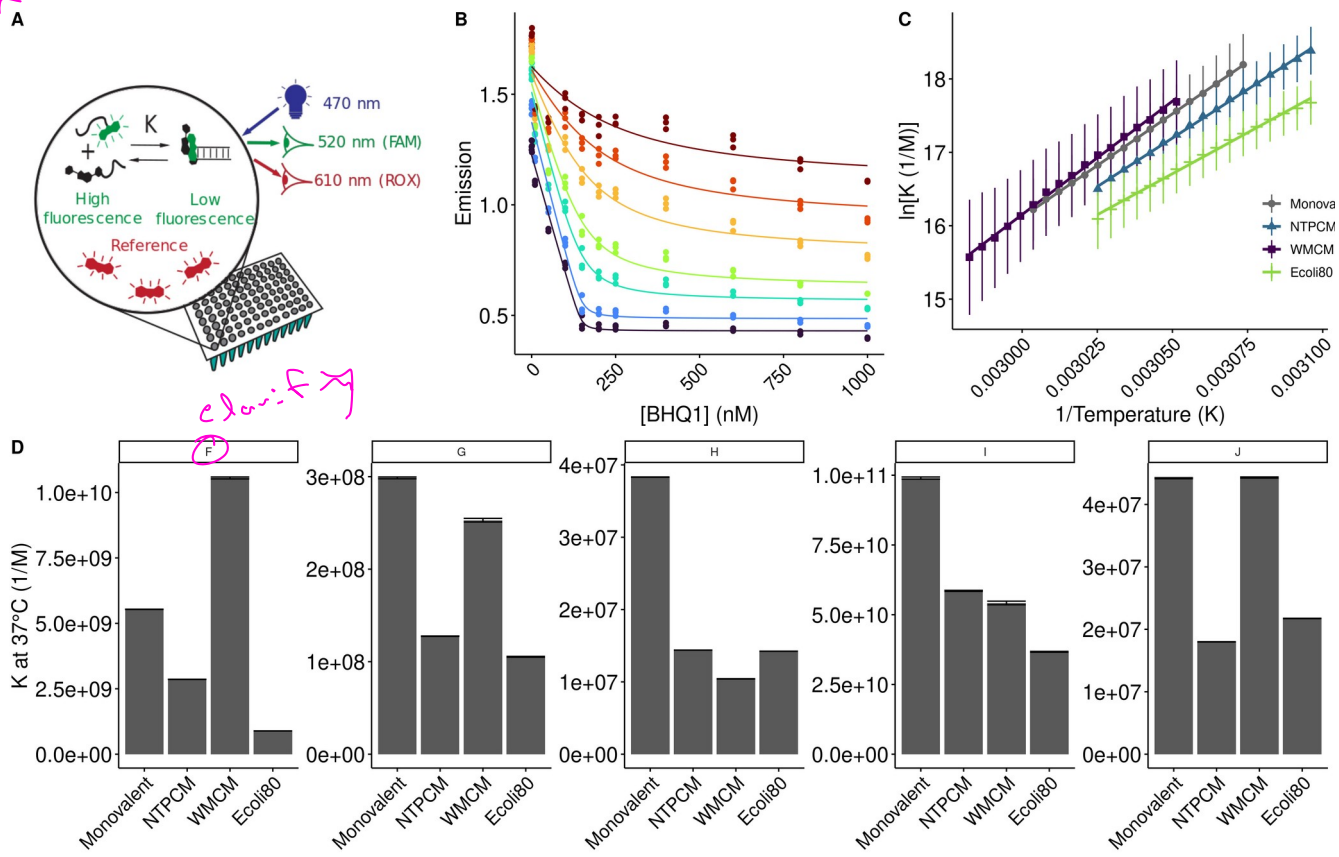 A
470 nm
520 nm (FAM)
610 nm (ROX)
K
+
High
fluorescence
Low
fluorescence
Reference
B
Emission
1.5
1.0
0.5
0
250
500
750
1000
[BHQ1] (nM)
C
ln[K (1/M)]
18
17
16
15
0.003000
0.003025
0.003050
0.003075
0.003100
1/Temperature (K)
Monova
NTPCM
WMCM
Ecoli80
clarify
D
K at 37°C (1/M)
F
1.0e+10
7.5e+09
5.0e+09
2.5e+09
0.0e+00
Monovalent
NTPCM
WMCM
Ecoli80
G
3e+08
2e+08
1e+08
0e+00
Monovalent
NTPCM
WMCM
Ecoli80
H
4e+07
3e+07
2e+07
1e+07
0e+00
Monovalent
NTPCM
WMCM
Ecoli80
I
1.0e+11
7.5e+10
5.0e+10
2.5e+10
0.0e+00
Monovalent
NTPCM
WMCM
Ecoli80
J
4e+07
3e+07
2e+07
1e+07
0e+00
Monovalent
NTPCM
WMCM
Ecoli80